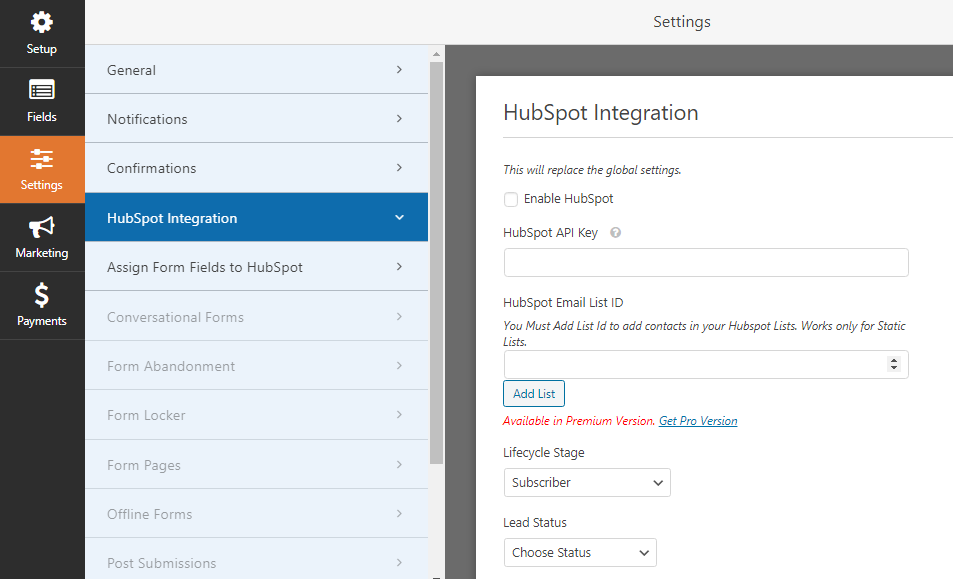 Settings
Setup
Fields
Settings
Marketing
Payments
General
Notifications
Confirmations
HubSpot Integration
Assign Form Fields to HubSpot
Conversational Forms
Form Abandonment
Form Locker
Form Pages
Offline Forms
Post Submissions
HubSpot Integration
This will replace the global settings.
Enable HubSpot
HubSpot API Key ?
HubSpot Email List ID
You Must Add List Id to add contacts in your Hubspot Lists. Works only for Static
Lists.
Add List
Available in Premium Version. Get Pro Version
Lifecycle Stage
Subscriber
Lead Status
Choose Status